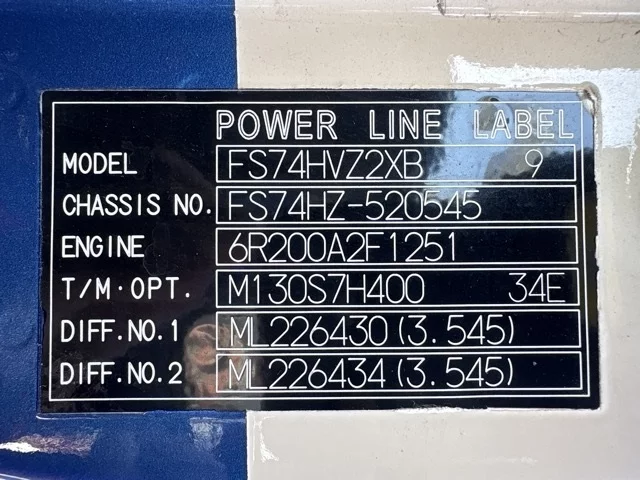 POWER LINE LABEL
MODEL FS74HVZ2XB 9
CHASSIS NO. FS74HZ-520545
ENGINE 6R200A2F1251
T/M·OPT. M130S7H400 34E
DIFF.NO.1 ML226430(3.545)
DIFF.NO.2 ML226434(3.545)